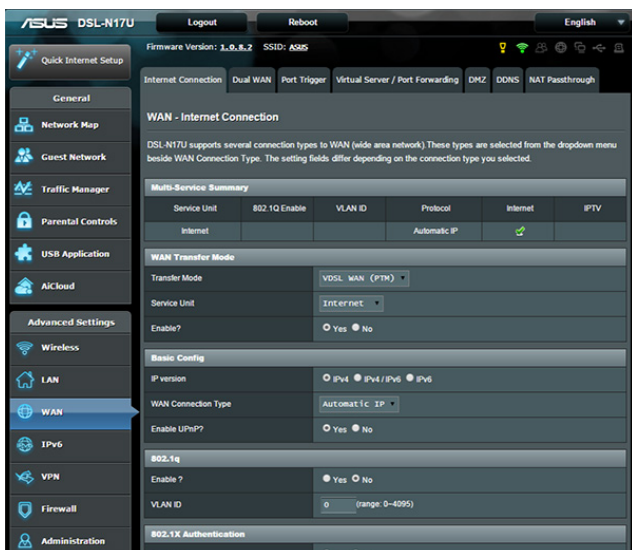 ASUS DSL-N17U Logout Reboot English
Quick Internet Setup
General
Network Map
Guest Network
Traffic Manager
Parental Controls
USB Application
AiCloud
Advanced Settings
Wireless
LAN
WAN
IPv6
VPN
Firewall
Administration
Firmware Version: 1.0.8.2 SSID: ASUS
Internet Connection Dual WAN Port Trigger Virtual Server / Port Forwarding DMZ DDNS NAT Passthrough
WAN - Internet Connection
DSL-N17U supports several connection types to WAN (wide area network).These types are selected from the dropdown menu
beside WAN Connection Type. The setting fields differ depending on the connection type you selected.
Multi-Service Summary
Service Unit 802.1Q Enable VLAN ID Protocol Internet IPTV
Internet Automatic IP
WAN Transfer Mode
Transfer Mode VDSL WAN (PTM)
Service Unit Internet
Enable? Yes No
Basic Config
IP version IPv4 IPv4 / IPv6 IPv6
WAN Connection Type Automatic IP
Enable UPnP? Yes No
802.1q
Enable ? Yes No
VLAN ID 0 (range: 0~4095)
802.1X Authentication